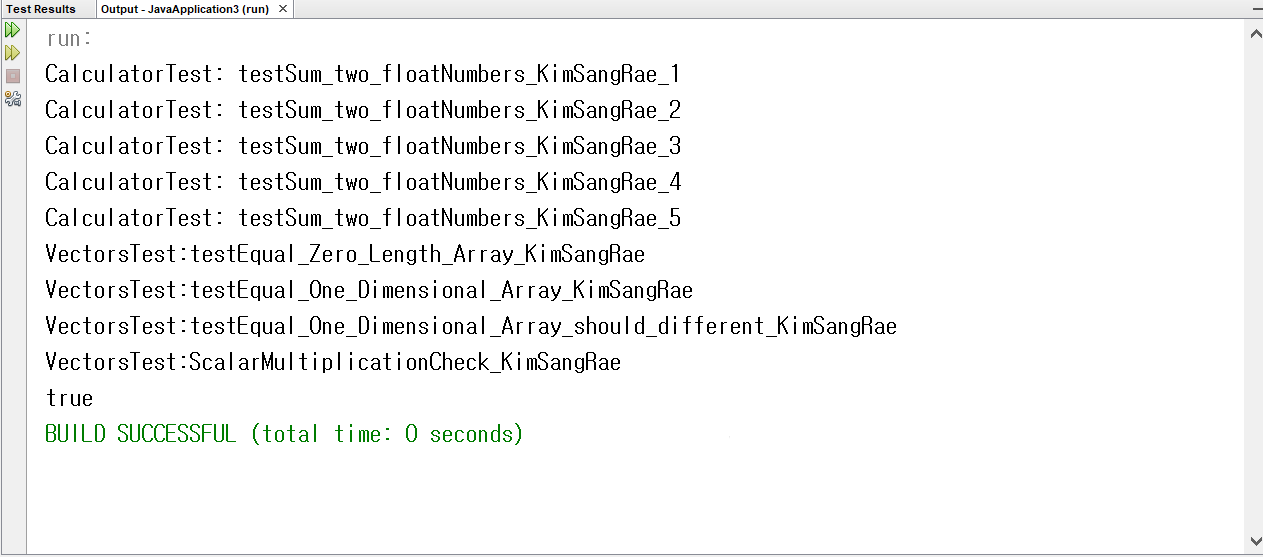 Test Results
Output - JavaApplication3 (run)
run:
CalculatorTest: testSum_two_floatNumbers_KimSangRae_1
CalculatorTest: testSum_two_floatNumbers_KimSangRae_2
CalculatorTest: testSum_two_floatNumbers_KimSangRae_3
CalculatorTest: testSum_two_floatNumbers_KimSangRae_4
CalculatorTest: testSum_two_floatNumbers_KimSangRae_5
VectorsTest:testEqual_Zero_Length_Array_KimSangRae
VectorsTest:testEqual_One_Dimensional_Array_KimSangRae
VectorsTest:testEqual_One_Dimensional_Array_should_different_KimSangRae
VectorsTest:ScalarMultiplicationCheck_KimSangRae
true
BUILD SUCCESSFUL (total time: 0 seconds)